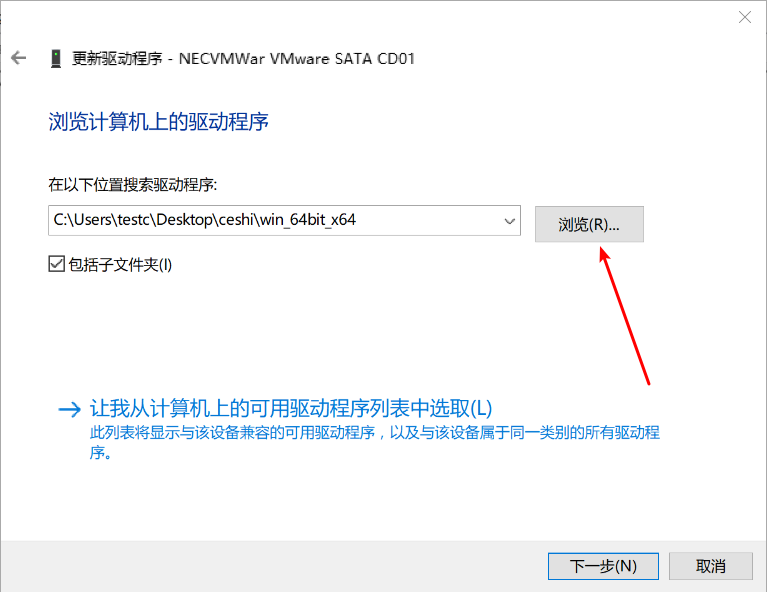 更新驱动程序 - NECVMWar VMware SATA CD01
浏览计算机上的驱动程序
在以下位置搜索驱动程序:
C:\Users\testc\Desktop\ceshi\win_64bit_x64
浏览(R)...
包括子文件夹(I)
让我从计算机上的可用驱动程序列表中选取(L)
此列表将显示与该设备兼容的可用驱动程序，以及与该设备属于同一类别的所有驱动程
序。
下一步(N)
取消